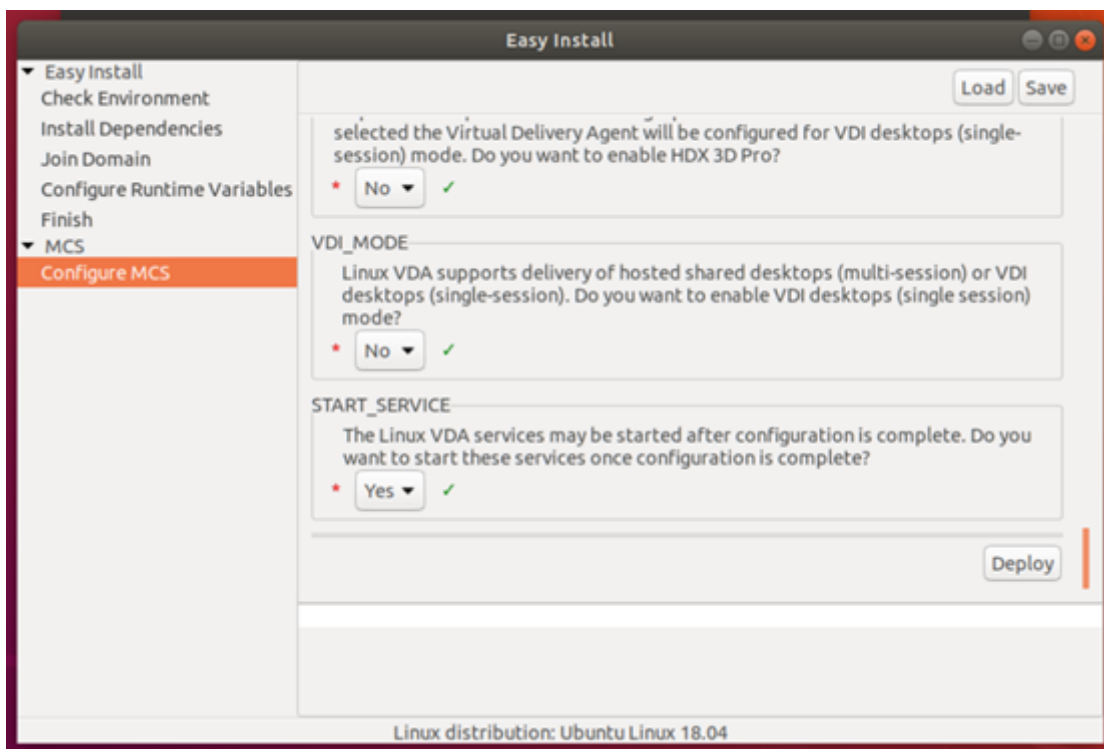 Easy Install
Easy Install
Check Environment
Install Dependencies
Join Domain
Configure Runtime Variables
Finish
MCS
Configure MCS
Load Save
selected the Virtual Delivery Agent will be configured for VDI desktops (single-
session) mode. Do you want to enable HDX 3D Pro?
* No ✓
VDI_MODE
Linux VDA supports delivery of hosted shared desktops (multi-session) or VDI
desktops (single-session). Do you want to enable VDI desktops (single session)
mode?
* No ✓
START_SERVICE
The Linux VDA services may be started after configuration is complete. Do you
want to start these services once configuration is complete?
* Yes ✓
Deploy
Linux distribution: Ubuntu Linux 18.04